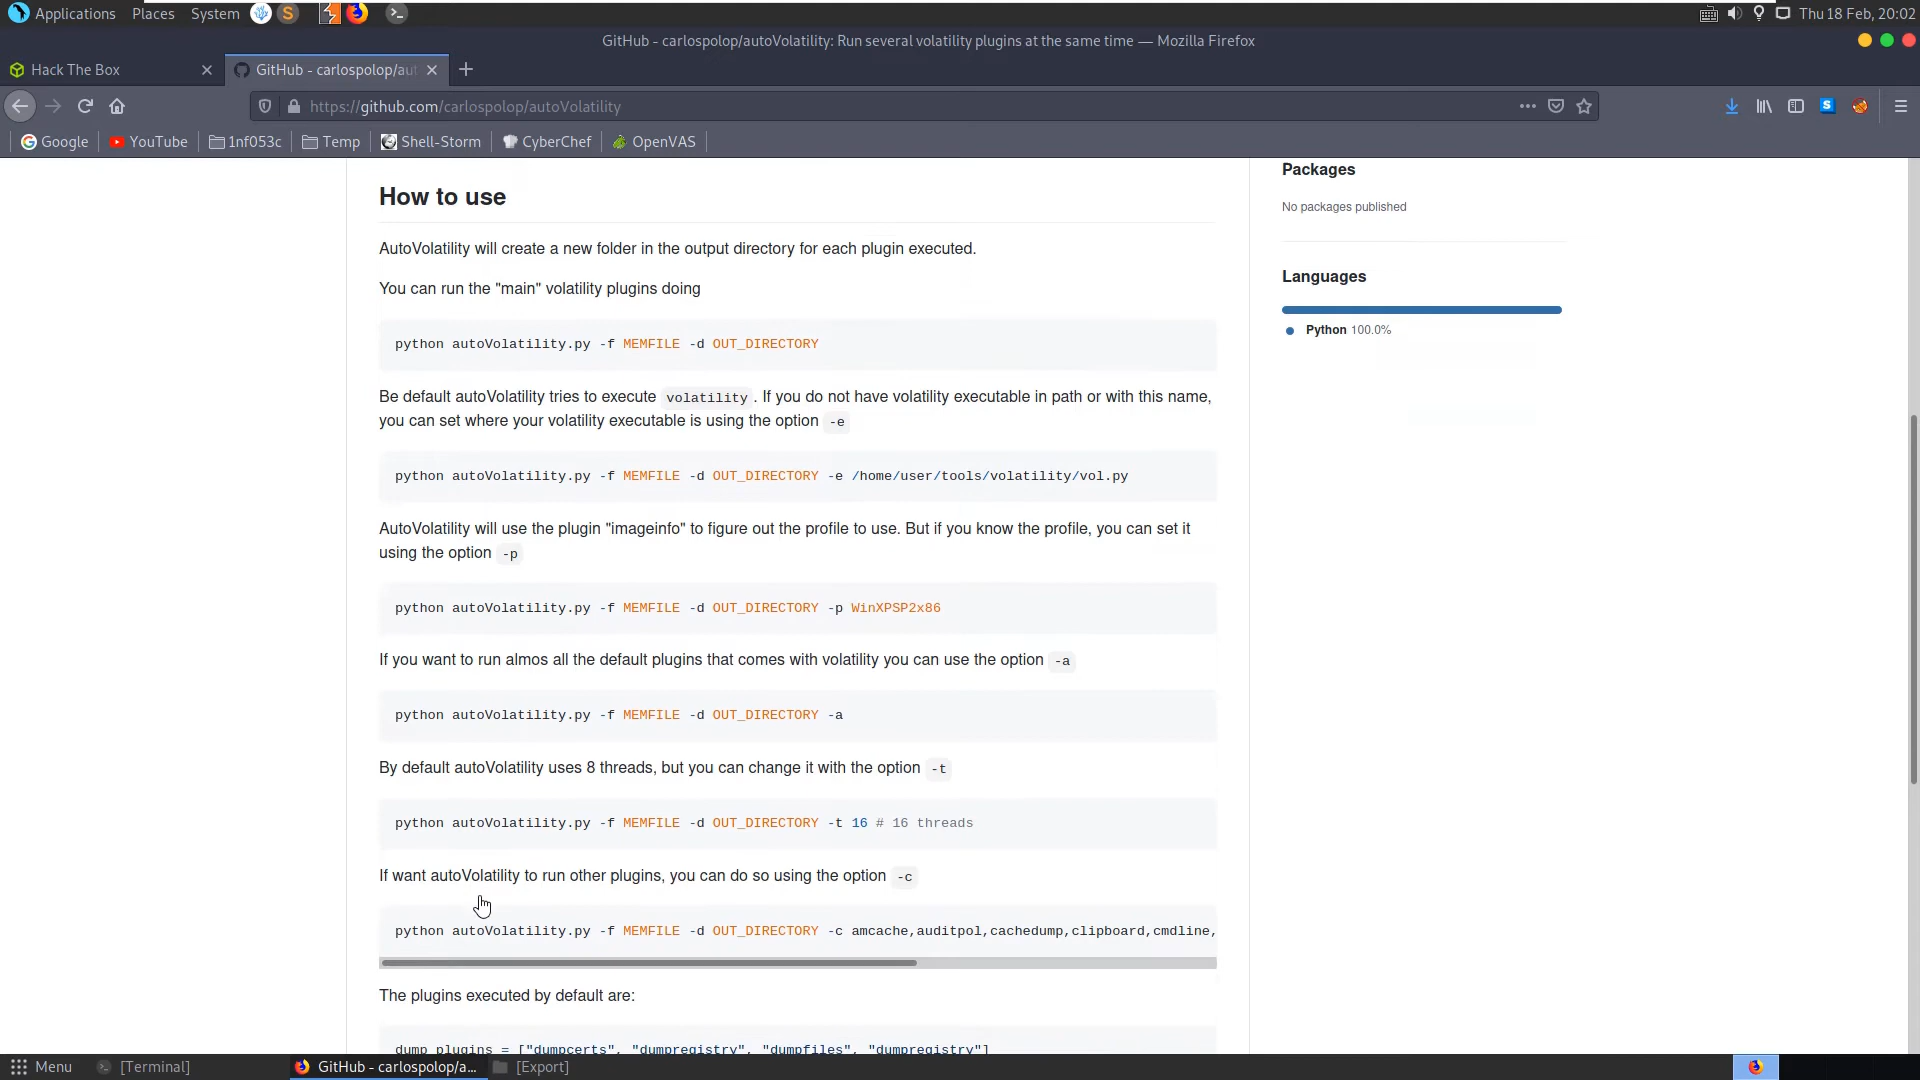 Applications Places System Thu 18 Feb, 20:02
GitHub - carlospolop/autoVolatility: Run several volatility plugins at the same time — Mozilla Firefox
Hack The Box GitHub - carlospolop/aut
https://github.com/carlospolop/autoVolatility
Google YouTube 1nf053c Temp Shell-Storm CyberChef OpenVAS
How to use
AutoVolatility will create a new folder in the output directory for each plugin executed.
You can run the "main" volatility plugins doing
python autoVolatility.py -f MEMFILE -d OUT_DIRECTORY
Be default autoVolatility tries to execute volatility . If you do not have volatility executable in path or with this name,
you can set where your volatility executable is using the option -e
python autoVolatility.py -f MEMFILE -d OUT_DIRECTORY -e /home/user/tools/volatility/vol.py
AutoVolatility will use the plugin "imageinfo" to figure out the profile to use. But if you know the profile, you can set it
using the option -p
python autoVolatility.py -f MEMFILE -d OUT_DIRECTORY -p WinXPSP2x86
If you want to run almos all the default plugins that comes with volatility you can use the option -a
python autoVolatility.py -f MEMFILE -d OUT_DIRECTORY -a
By default autoVolatility uses 8 threads, but you can change it with the option -t
python autoVolatility.py -f MEMFILE -d OUT_DIRECTORY -t 16 # 16 threads
If want autoVolatility to run other plugins, you can do so using the option -c
python autoVolatility.py -f MEMFILE -d OUT_DIRECTORY -c amcache,auditpol,cachedump,clipboard,cmdline,
The plugins executed by default are:
dump_plugins = ["dumpcerts", "dumpregistry", "dumpfiles", "dumpregistry"]
Packages
No packages published
Languages
Python 100.0%
Menu [Terminal] GitHub - carlospolop/a... [Export]